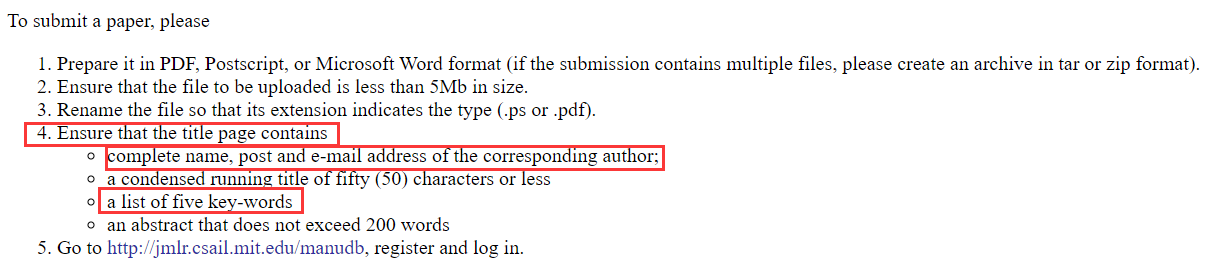 To submit a paper, please
1. Prepare it in PDF, Postscript, or Microsoft Word format (if the submission contains multiple files, please create an archive in tar or zip format).
2. Ensure that the file to be uploaded is less than 5Mb in size.
3. Rename the file so that its extension indicates the type (.ps or .pdf).
4. Ensure that the title page contains
◦ complete name, post and e-mail address of the corresponding author;
◦ a condensed running title of fifty (50) characters or less
◦ a list of five key-words
◦ an abstract that does not exceed 200 words
5. Go to http://jmlr.csail.mit.edu/manudb, register and log in.